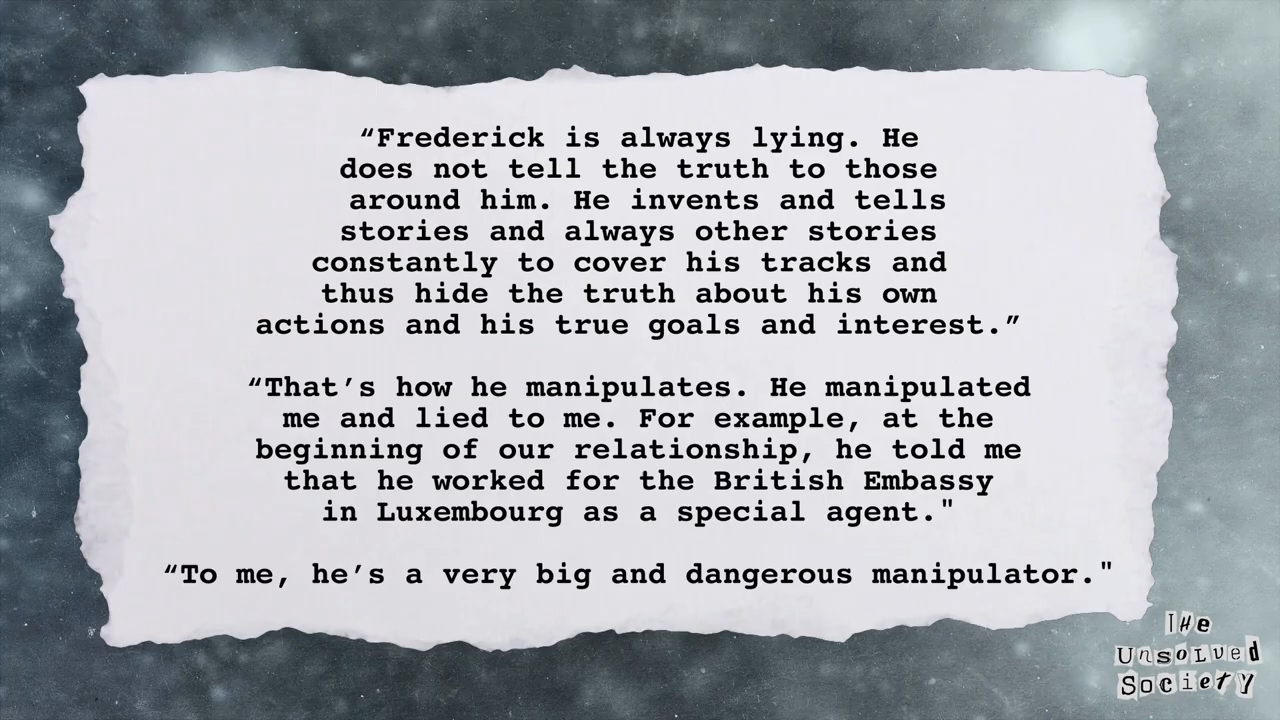 “Frederick is always lying. He
does not tell the truth to those
around him. He invents and tells
stories and always other stories
constantly to cover his tracks and
thus hide the truth about his own
actions and his true goals and interest.”
“That’s how he manipulates. He manipulated
me and lied to me. For example, at the
beginning of our relationship, he told me
that he worked for the British Embassy
in Luxembourg as a special agent."
“To me, he’s a very big and dangerous manipulator."
THe
UnSoLved
SocieTY